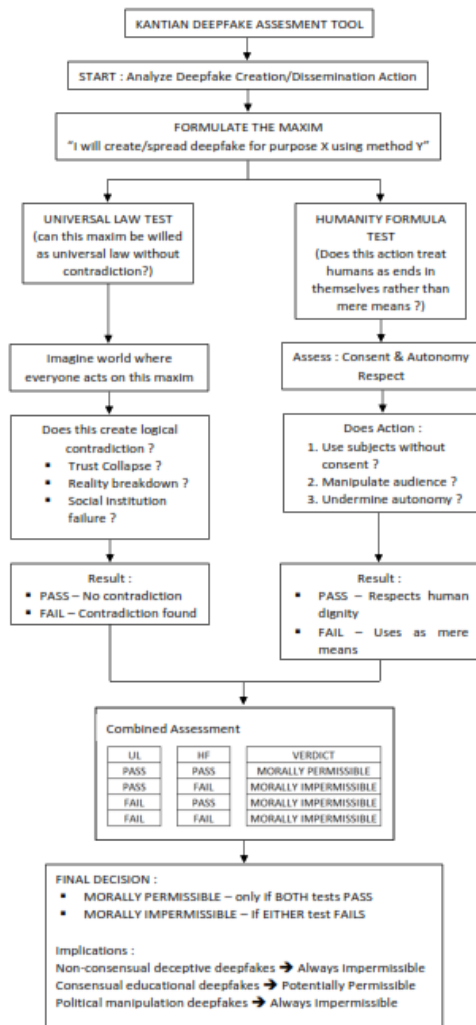 KANTIAN DEEPFAKE ASSESMENT TOOL
START : Analyze Deepfake Creation/Dissemination Action
FORMULATE THE MAXIM
"I will create/spread deepfake for purpose X using method Y"
UNIVERSAL LAW TEST
(can this maxim be willed
as universal law without
contradiction?)
Imagine world where
everyone acts on this maxim
Does this create logical
contradiction ?
▪ Trust Collapse ?
▪ Reality breakdown ?
▪ Social Institution
failure ?
Result :
▪ PASS – No contradiction
▪ FAIL – Contradiction found
HUMANITY FORMULA
TEST
(Does this action treat
humans as ends in
themselves rather than
mere means ?)
Assess : Consent & Autonomy
Respect
Does Action :
1. Use subjects without
consent ?
2. Manipulate audience ?
3. Undermine autonomy ?
Result :
▪ PASS – Respects human
dignity
▪ FAIL – Uses as mere
means
Combined Assessment
UL HF VERDICT
PASS PASS MORALLY PERMISSIBLE
PASS FAIL MORALLY IMPERMISSIBLE
FAIL PASS MORALLY IMPERMISSIBLE
FAIL FAIL MORALLY IMPERMISSIBLE
FINAL DECISION :
▪ MORALLY PERMISSIBLE – only if BOTH tests PASS
▪ MORALLY IMPERMISSIBLE – If EITHER test FAILS
Implications :
Non-consensual deceptive deepfakes ➔ Always Impermissible
Consensual educational deepfakes ➔ Potentially Permissible
Political manipulation deepfakes ➔ Always Impermissible